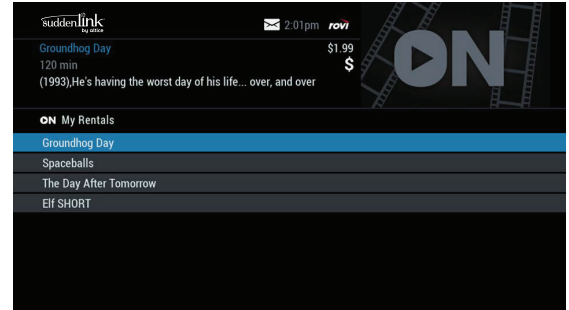 suddenlink
by altice
2:01pm rovi
Groundhog Day $1.99
120 min $
(1993),He's having the worst day of his life... over, and over
ON
ON My Rentals
Groundhog Day
Spaceballs
The Day After Tomorrow
Elf SHORT